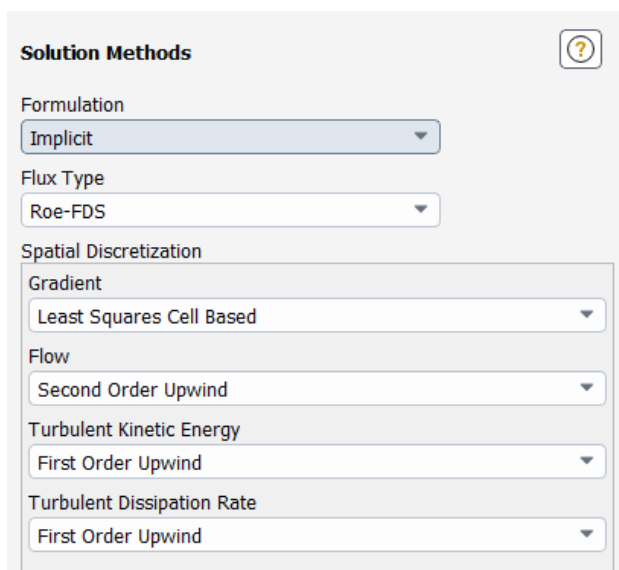 Solution Methods
?
Formulation
Implicit
Flux Type
Roe-FDS
Spatial Discretization
Gradient
Least Squares Cell Based
Flow
Second Order Upwind
Turbulent Kinetic Energy
First Order Upwind
Turbulent Dissipation Rate
First Order Upwind